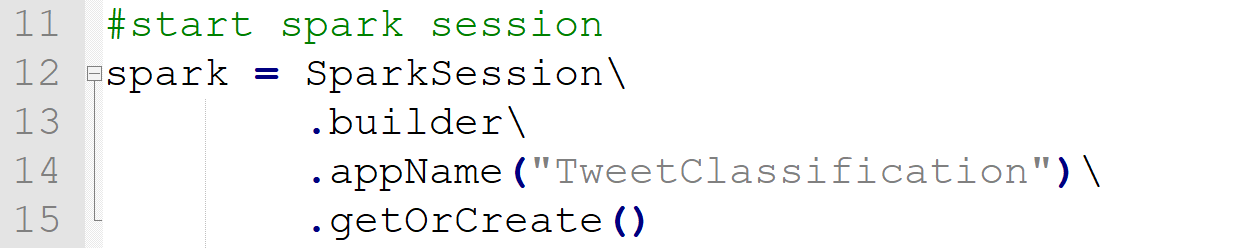 11 #start spark session
12 spark = SparkSession\
13 .builder\
14 .appName("TweetClassification")\
15 .getOrCreate()